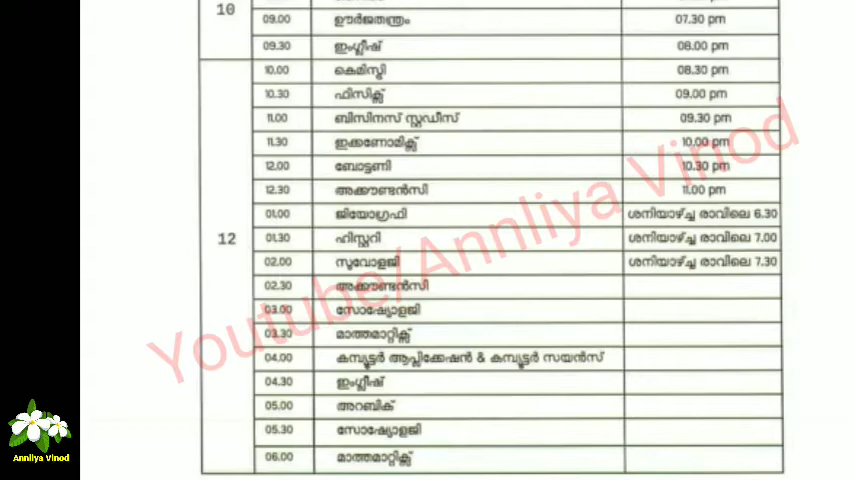 10
09.00 ഊർജതന്ത്രം 07.30 pm
09.30 ഇംഗ്ലീഷ് 08.00 pm
12
10.00 കെമിസ്ട്രി 08.30 pm
10.30 ഫിസിക്സ് 09.00 pm
11.00 ബിസിനസ് സ്റ്റഡീസ് 09.30 pm
11.30 ഇക്കണോമിക്സ് 10.00 pm
12.00 ബോട്ടണി 10.30 pm
12.30 അക്കൗണ്ടൻസി 11.00 pm
01.00 ജിയോഗ്രഫി ശനിയാഴ്ച്ച രാവിലെ 6.30
01.30 ഹിസ്റ്ററി ശനിയാഴ്ച്ച രാവിലെ 7.00
02.00 സുവോളജി ശനിയാഴ്ച്ച രാവിലെ 7.30
02.30 അക്കൗണ്ടൻസി
03.00 സോഷ്യോളജി
03.30 മാത്തമാറ്റിക്സ്
04.00 കമ്പ്യൂട്ടർ ആപ്ലിക്കേഷൻ & കമ്പ്യൂട്ടർ സയൻസ്
04.30 ഇംഗ്ലീഷ്
05.00 അറബിക്
05.30 സോഷ്യോളജി
06.00 മാത്തമാറ്റിക്സ്
Youtube/Annliya Vinod
Annliya Vinod